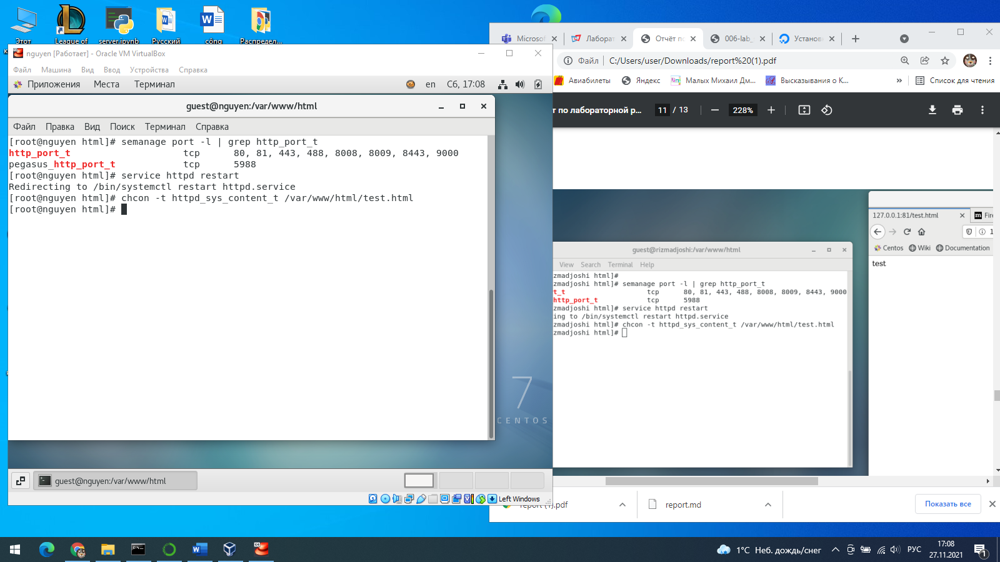 Этот
League of
server.ipynb
Русский
công
Распредел...
nguyen [Работает] - Oracle VM VirtualBox
Файл Машина Вид Ввод Устройства Справка
Приложения Места Терминал en Сб, 17:08
guest@nguyen:/var/www/html
Файл Правка Вид Поиск Терминал Справка
[root@nguyen html]# semanage port -l | grep http_port_t
http_port_t tcp 80, 81, 443, 488, 8008, 8009, 8443, 9000
pegasus_http_port_t tcp 5988
[root@nguyen html]# service httpd restart
Redirecting to /bin/systemctl restart httpd.service
[root@nguyen html]# chcon -t httpd_sys_content_t /var/www/html/test.html
[root@nguyen html]#
7
CENTOS
guest@nguyen:/var/www/html
Left Windows
Microsof
Лаборат
Отчёт по
006-lab_
Установ
Файл C:/Users/user/Downloads/report%20(1).pdf
Авиабилеты Яндекс Малых Михаил Дм... Высказывания о К... » Список для чтения
т по лабораторной р... 11 / 13 228%
guest@rizmadjoshi:/var/www/html
View Search Terminal Help
zmadjoshi html]#
zmadjoshi html]# semanage port -l | grep http_port_t
t_t tcp 80, 81, 443, 488, 8008, 8009, 8443, 9000
http_port_t tcp 5988
zmadjoshi html]# service httpd restart
ing to /bin/systemctl restart httpd.service
zmadjoshi html]# chcon -t httpd_sys_content_t /var/www/html/test.html
zmadjoshi html]#
127.0.0.1:81/test.html
Fire
1
Centos Wiki Documentation
test
report (1).pdf
report.md
Показать все
1°C Неб. дождь/снег
РУС
17:08
27.11.2021
1